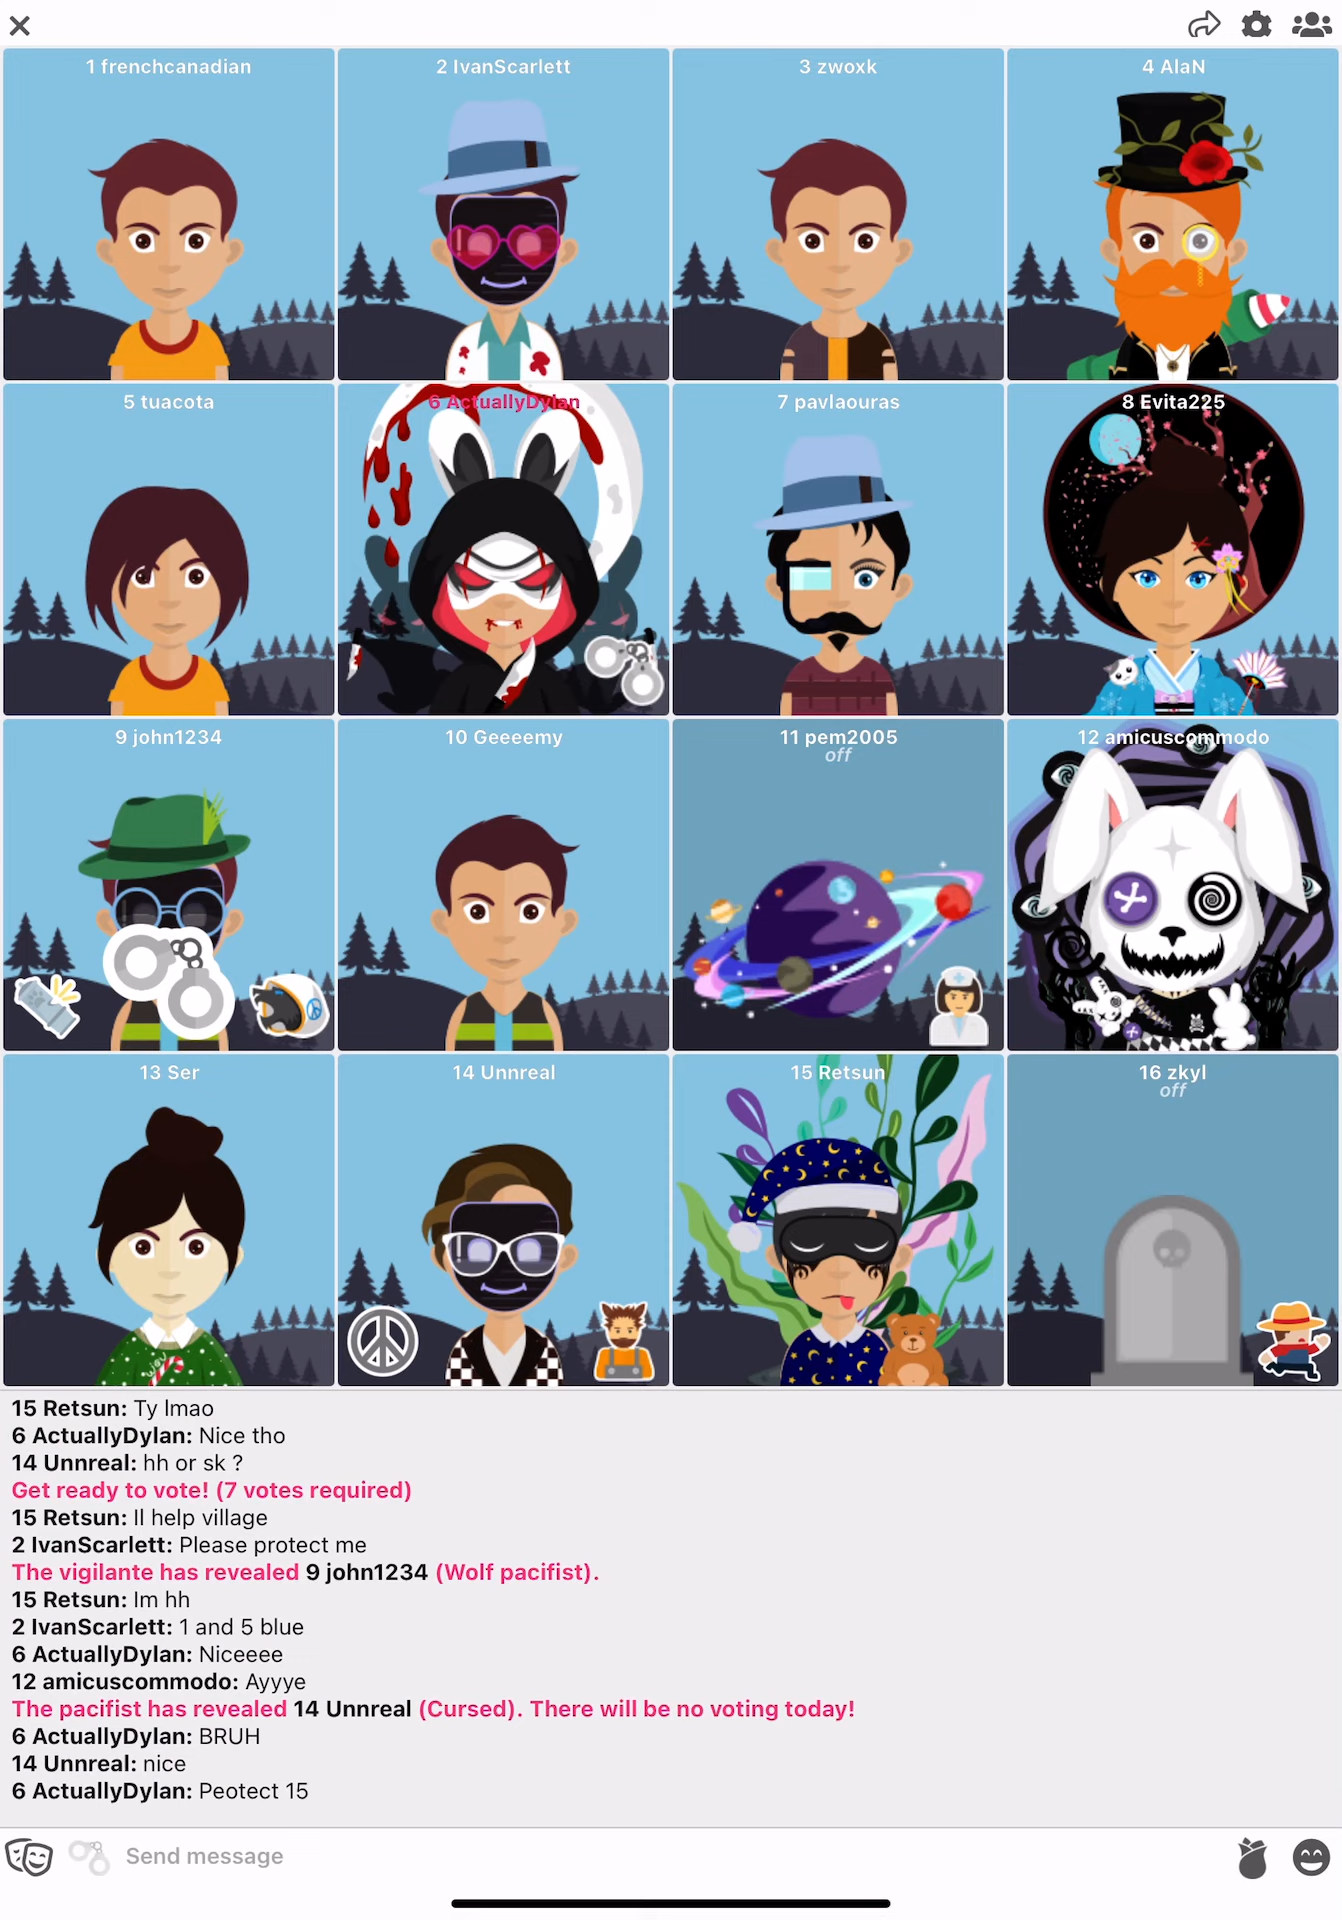 1 frenchcanadian
2 IvanScarlett
3 zwoxk
4 AlaN
5 tuacota
6 ActuallyDylan
7 pavlaouras
8 Evita225
9 john1234
10 Geeeemy
11 pem2005
off
12 amicuscommodo
13 Ser
14 Unnreal
15 Retsun
16 zkyl
off
15 Retsun: Ty lmao
6 ActuallyDylan: Nice tho
14 Unnreal: hh or sk ?
Get ready to vote! (7 votes required)
15 Retsun: Il help village
2 IvanScarlett: Please protect me
The vigilante has revealed 9 john1234 (Wolf pacifist).
15 Retsun: Im hh
2 IvanScarlett: 1 and 5 blue
6 ActuallyDylan: Niceeee
12 amicuscommodo: Ayyye
The pacifist has revealed 14 Unnreal (Cursed). There will be no voting today!
6 ActuallyDylan: BRUH
14 Unnreal: nice
6 ActuallyDylan: Peotect 15
Send message